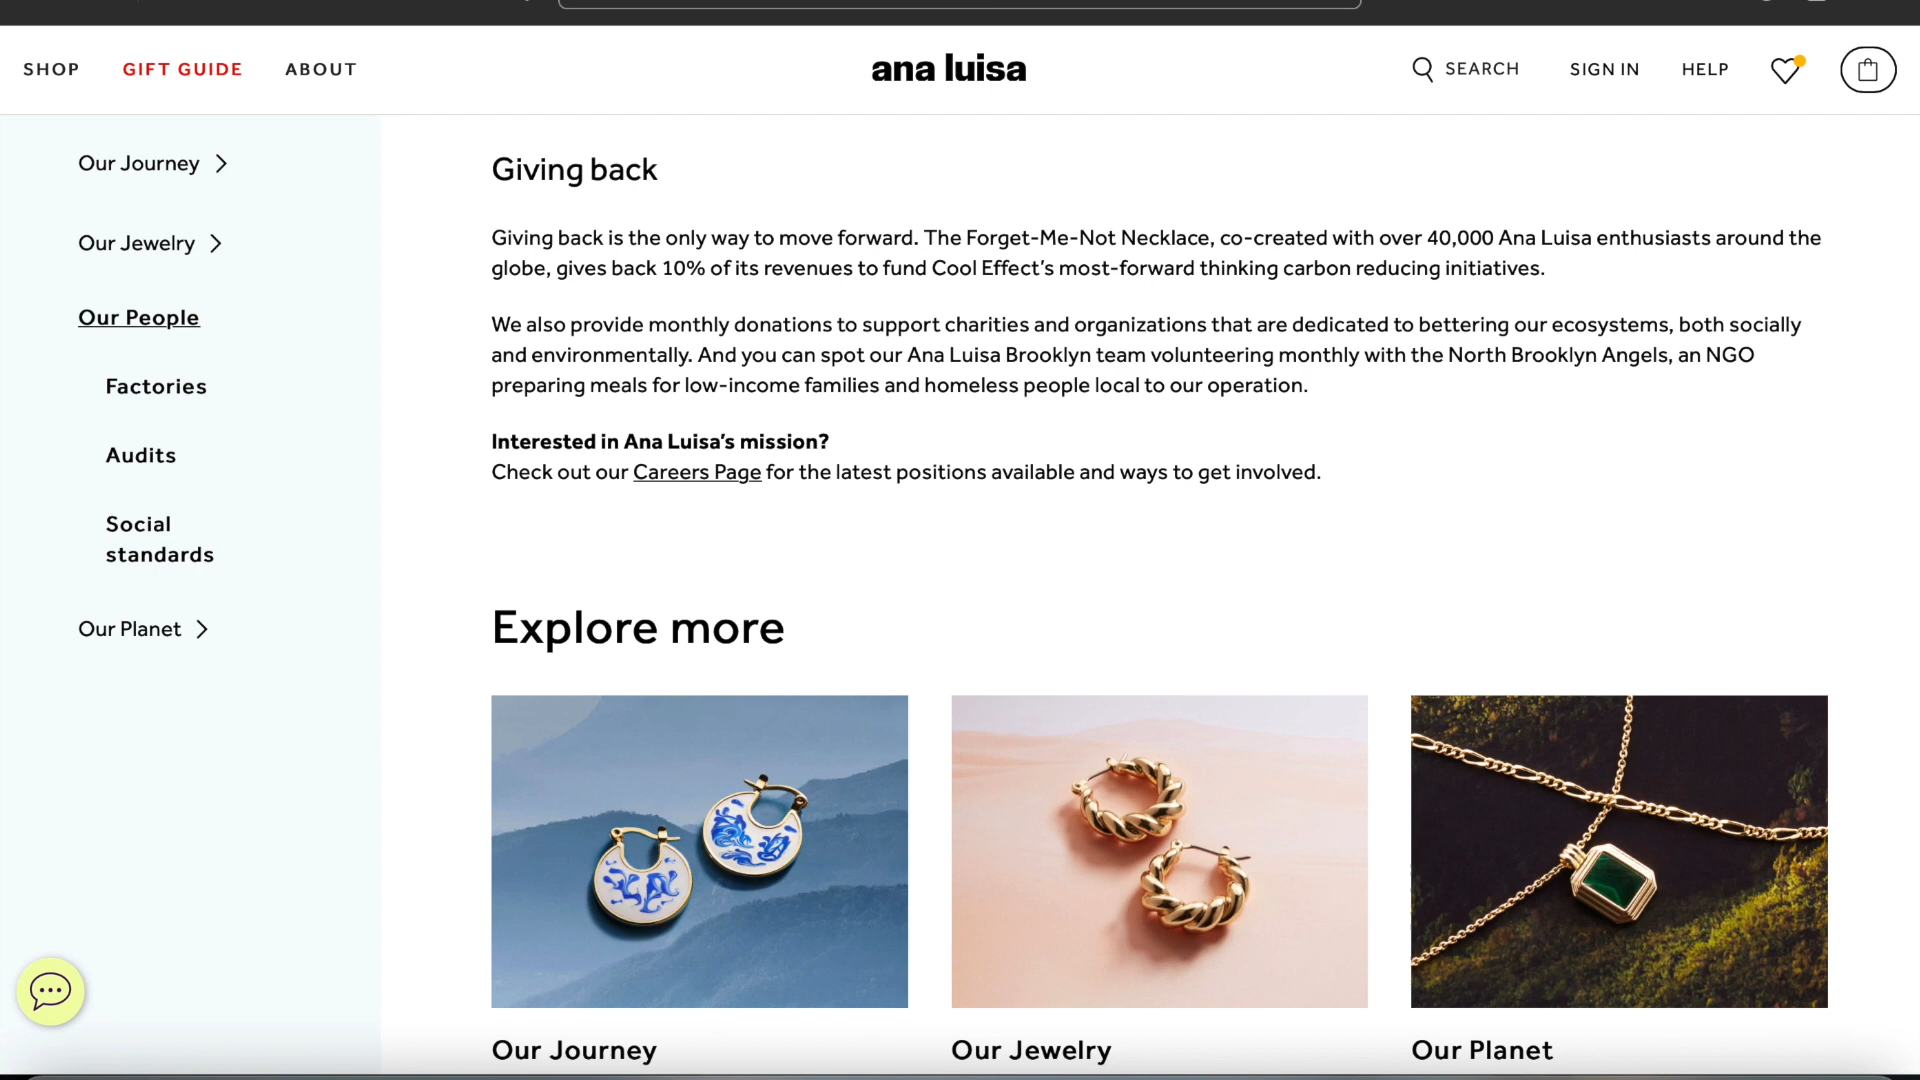 SHOP
GIFT GUIDE
ABOUT
ana luisa
SEARCH
SIGN IN
HELP
Our Journey
Our Jewelry
Our People
Factories
Audits
Social
standards
Our Planet
Giving back
Giving back is the only way to move forward. The Forget-Me-Not Necklace, co-created with over 40,000 Ana Luisa enthusiasts around the
globe, gives back 10% of its revenues to fund Cool Effect’s most-forward thinking carbon reducing initiatives.
We also provide monthly donations to support charities and organizations that are dedicated to bettering our ecosystems, both socially
and environmentally. And you can spot our Ana Luisa Brooklyn team volunteering monthly with the North Brooklyn Angels, an NGO
preparing meals for low-income families and homeless people local to our operation.
Interested in Ana Luisa’s mission?
Check out our Careers Page for the latest positions available and ways to get involved.
Explore more
Our Journey
Our Jewelry
Our Planet